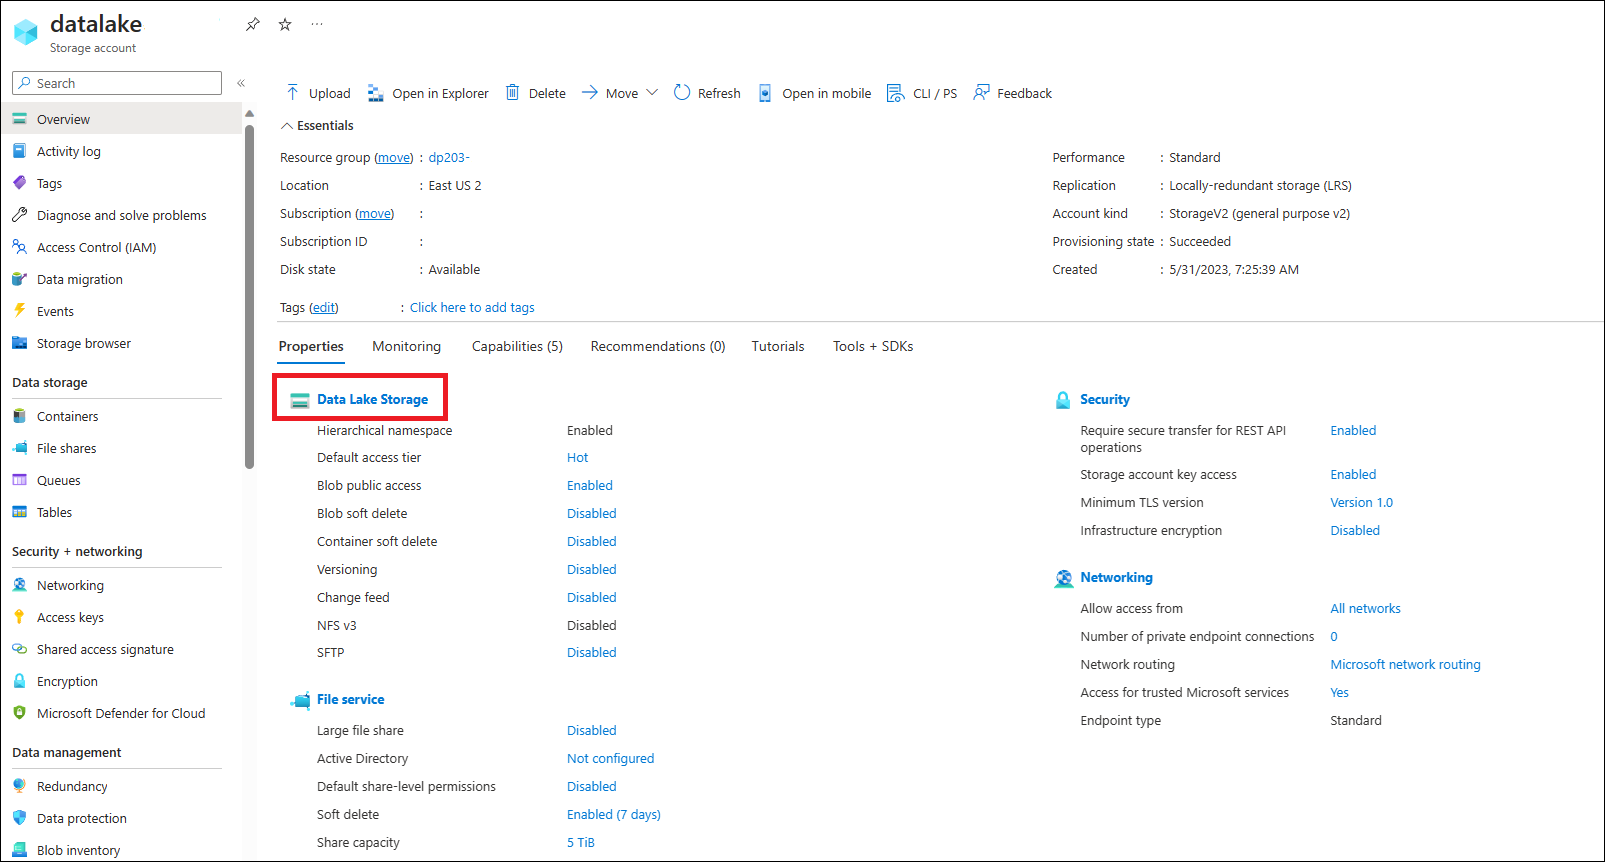 datalake
Storage account
Search
«
Overview
Activity log
Tags
Diagnose and solve problems
Access Control (IAM)
Data migration
Events
Storage browser
Data storage
Containers
File shares
Queues
Tables
Security + networking
Networking
Access keys
Shared access signature
Encryption
Microsoft Defender for Cloud
Data management
Redundancy
Data protection
Blob inventory
Upload Open in Explorer Delete Move Refresh Open in mobile CLI / PS Feedback
Essentials
Resource group (move) : dp203-
Location : East US 2
Subscription (move) :
Subscription ID :
Disk state : Available
Tags (edit) : Click here to add tags
Performance : Standard
Replication : Locally-redundant storage (LRS)
Account kind : StorageV2 (general purpose v2)
Provisioning state : Succeeded
Created : 5/31/2023, 7:25:39 AM
Properties Monitoring Capabilities (5) Recommendations (0) Tutorials Tools + SDKs
Data Lake Storage
Hierarchical namespace Enabled
Default access tier Hot
Blob public access Enabled
Blob soft delete Disabled
Container soft delete Disabled
Versioning Disabled
Change feed Disabled
NFS v3 Disabled
SFTP Disabled
File service
Large file share Disabled
Active Directory Not configured
Default share-level permissions Disabled
Soft delete Enabled (7 days)
Share capacity 5 TiB
Security
Require secure transfer for REST API Enabled
operations
Storage account key access Enabled
Minimum TLS version Version 1.0
Infrastructure encryption Disabled
Networking
Allow access from All networks
Number of private endpoint connections 0
Network routing Microsoft network routing
Access for trusted Microsoft services Yes
Endpoint type Standard